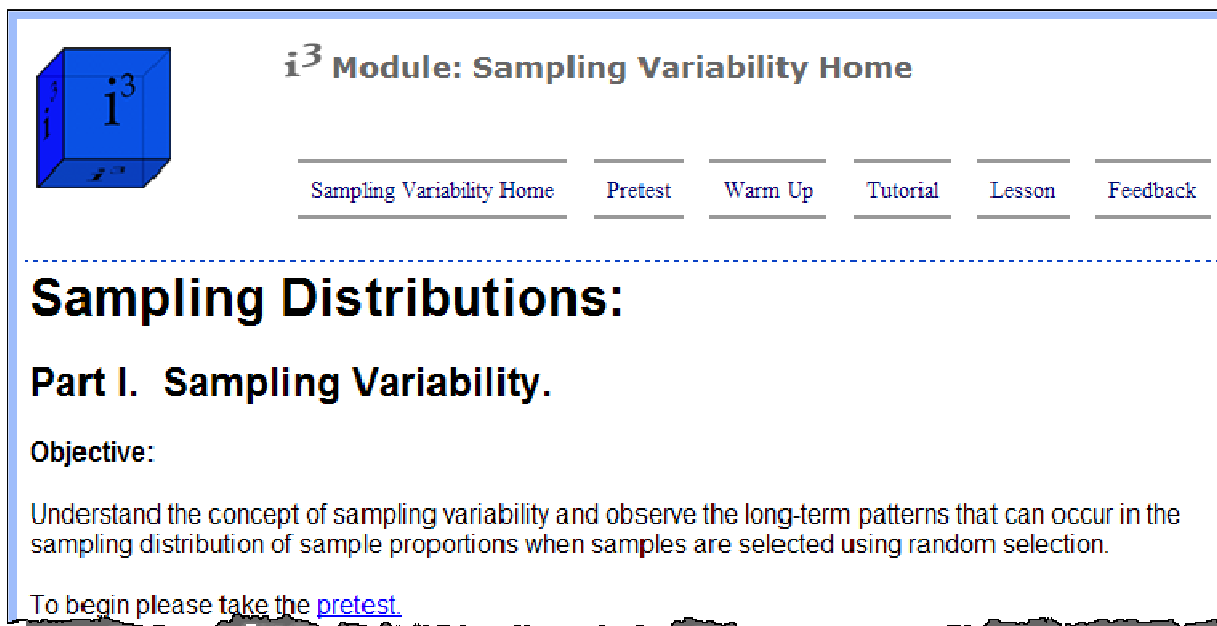 i³
i³
i³
i³ Module: Sampling Variability Home
Sampling Variability Home Pretest Warm Up Tutorial Lesson Feedback
Sampling Distributions:
Part I. Sampling Variability.
Objective:
Understand the concept of sampling variability and observe the long-term patterns that can occur in the
sampling distribution of sample proportions when samples are selected using random selection.
To begin please take the pretest.